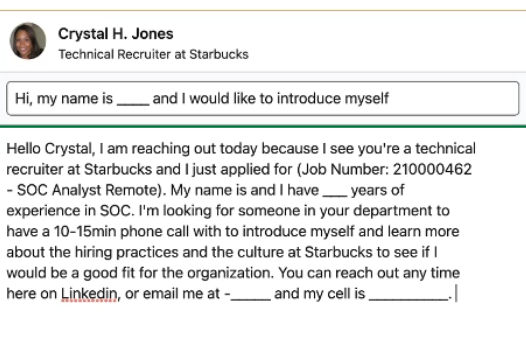 Crystal H. Jones
Technical Recruiter at Starbucks
Hi, my name is _____ and I would like to introduce myself
Hello Crystal, I am reaching out today because I see you're a technical
recruiter at Starbucks and I just applied for (Job Number: 210000462
- SOC Analyst Remote). My name is and I have ____ years of
experience in SOC. I'm looking for someone in your department to
have a 10-15min phone call with to introduce myself and learn more
about the hiring practices and the culture at Starbucks to see if I
would be a good fit for the organization. You can reach out any time
here on Linkedin, or email me at -______ and my cell is ____________.